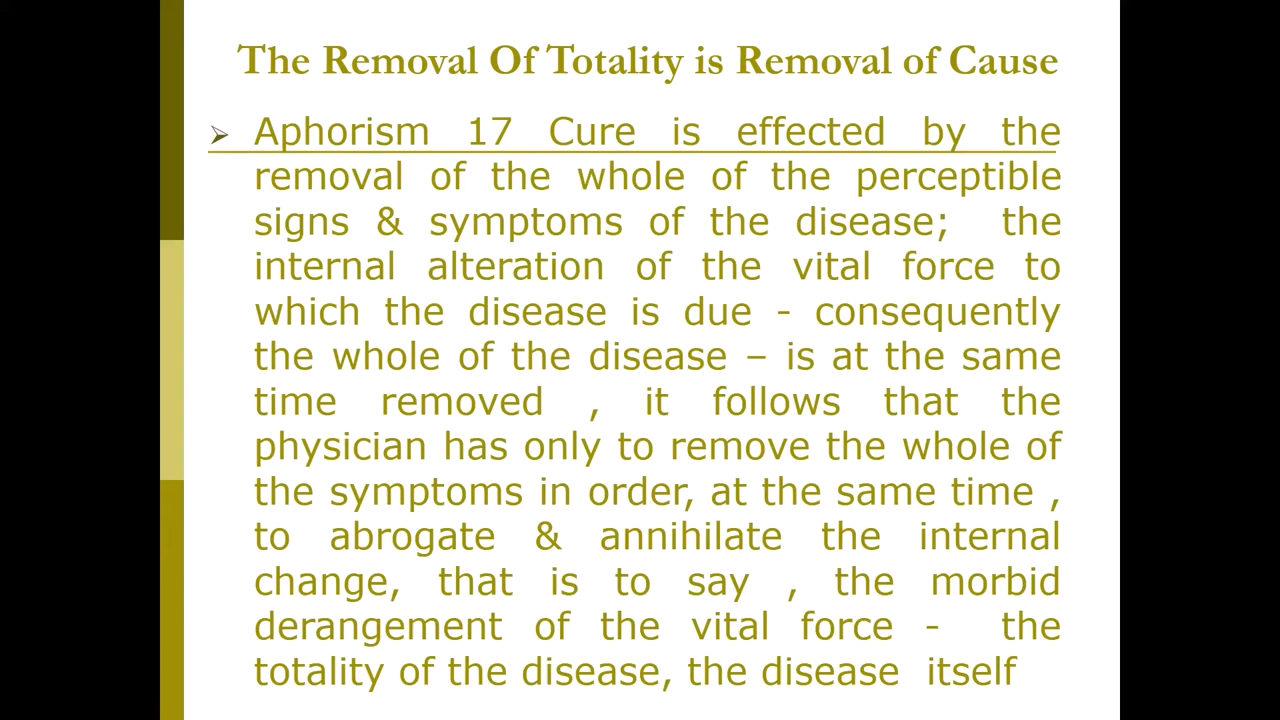 The Removal Of Totality is Removal of Cause
Aphorism 17 Cure is effected by the
removal of the whole of the perceptible
signs & symptoms of the disease; the
internal alteration of the vital force to
which the disease is due - consequently
the whole of the disease – is at the same
time removed , it follows that the
physician has only to remove the whole of
the symptoms in order, at the same time ,
to abrogate & annihilate the internal
change, that is to say , the morbid
derangement of the vital force - the
totality of the disease, the disease itself